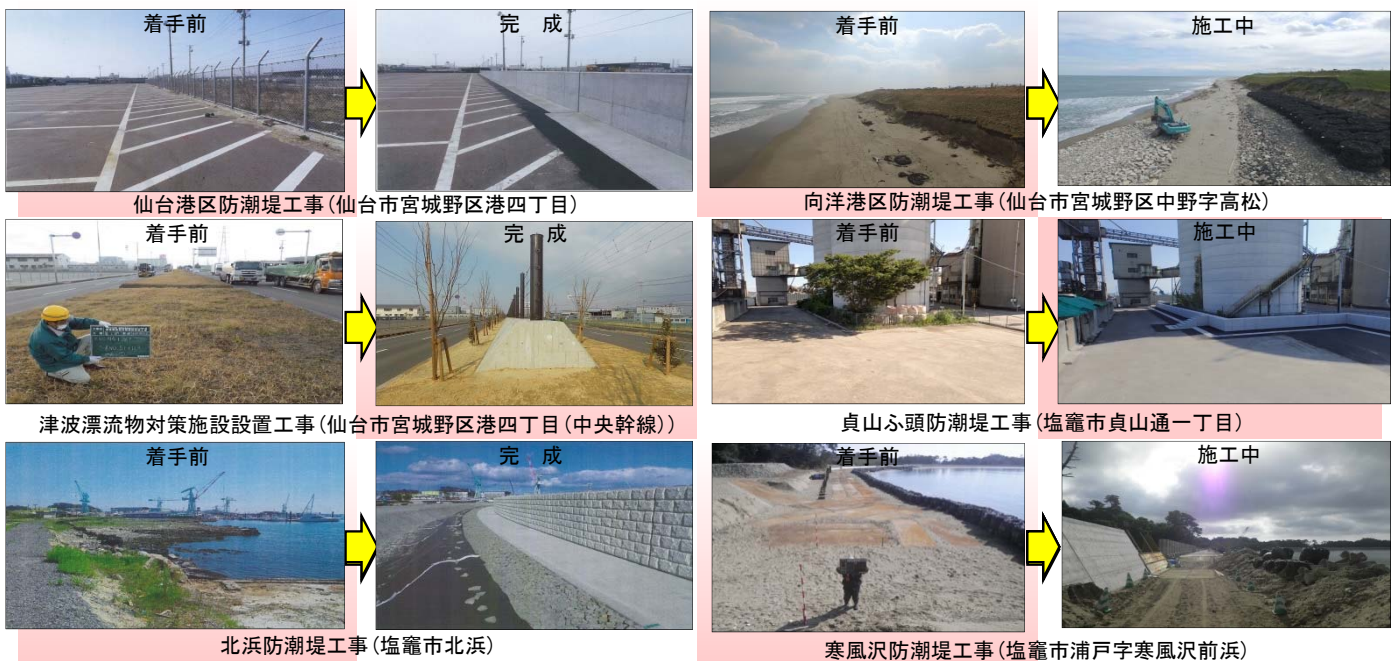 着手前
完 成
仙台港区防潮堤工事(仙台市宮城野区港四丁目)
着手前
施工中
向洋港区防潮堤工事(仙台市宮城野区中野字高松)
着手前
完 成
津波漂流物対策施設設置工事(仙台市宮城野区港四丁目(中央幹線))
着手前
施工中
貞山ふ頭防潮堤工事(塩竈市貞山通一丁目)
着手前
完 成
北浜防潮堤工事(塩竈市北浜)
着手前
施工中
寒風沢防潮堤工事(塩竈市浦戸字寒風沢前浜)